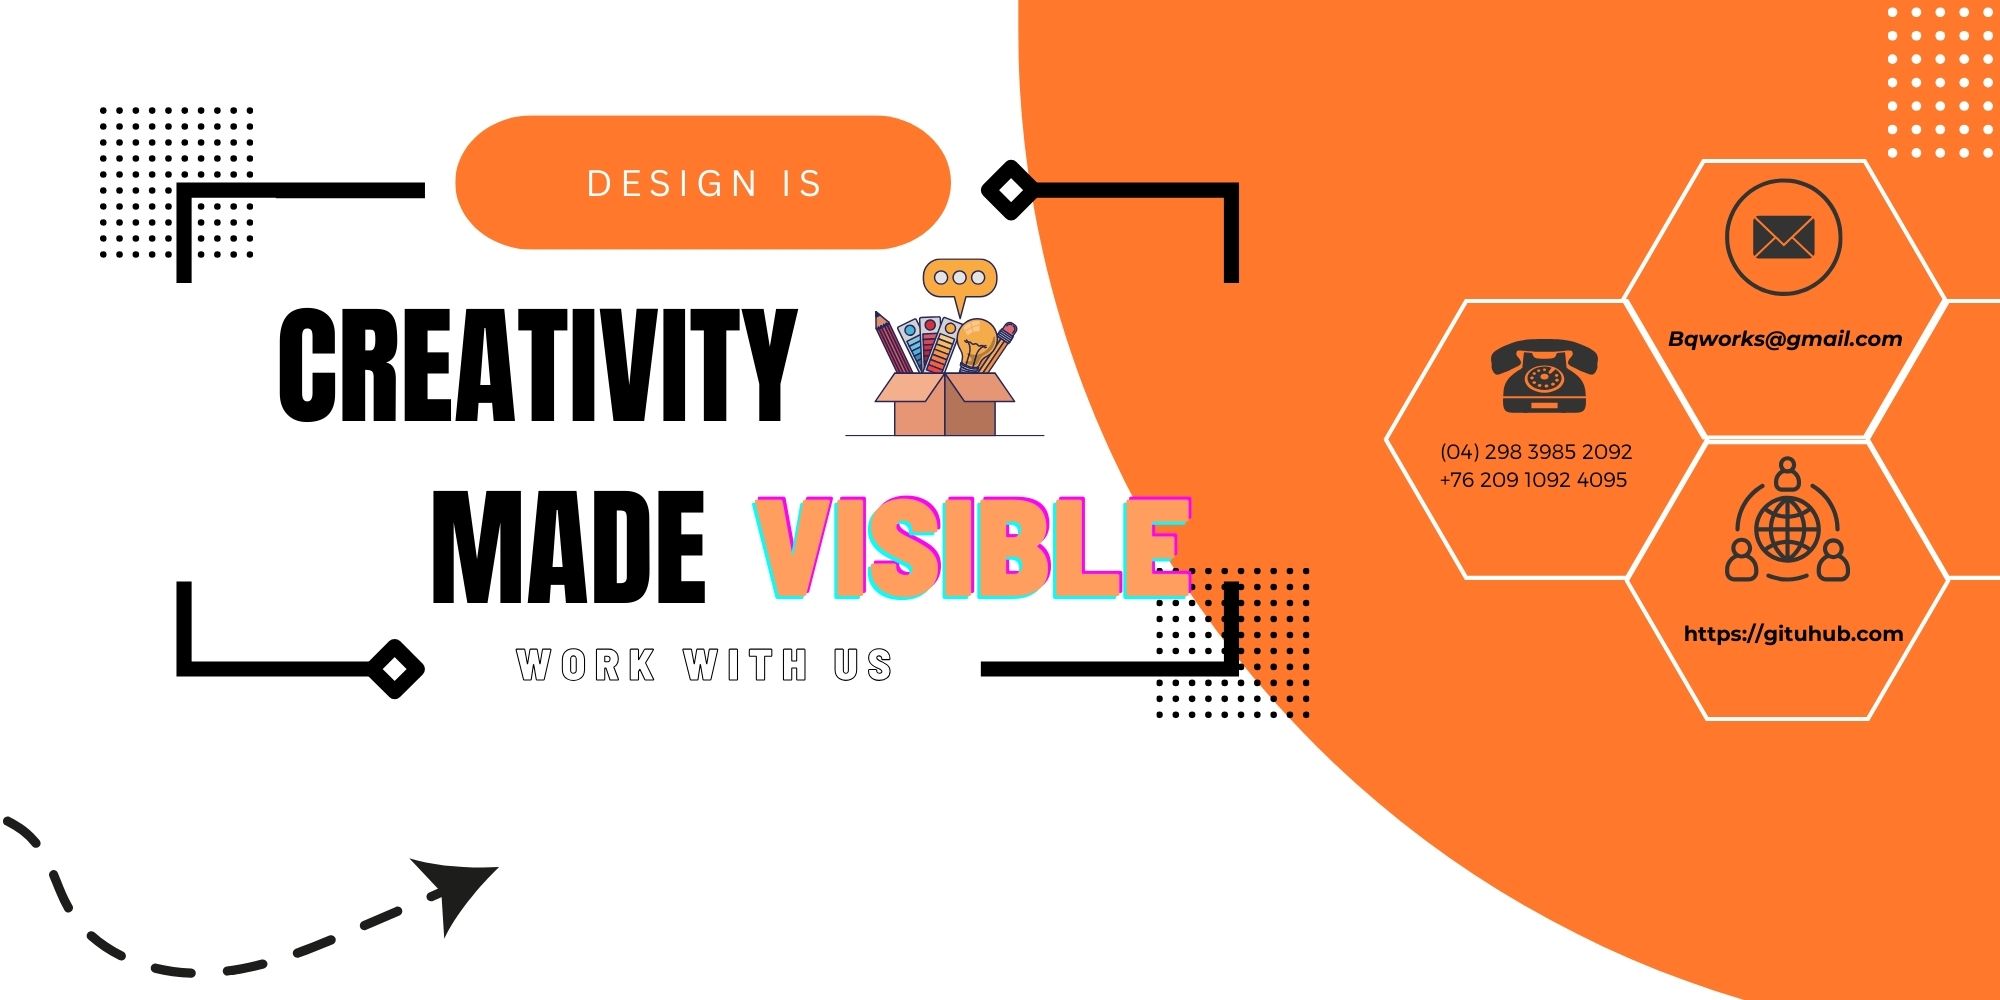 DESIGN IS
CREATIVITY
MADE VISIBLE
WORK WITH US
Bqworks@gmail.com
(04) 298 3985 2092
+76 209 1092 4095
https://gituhub.com